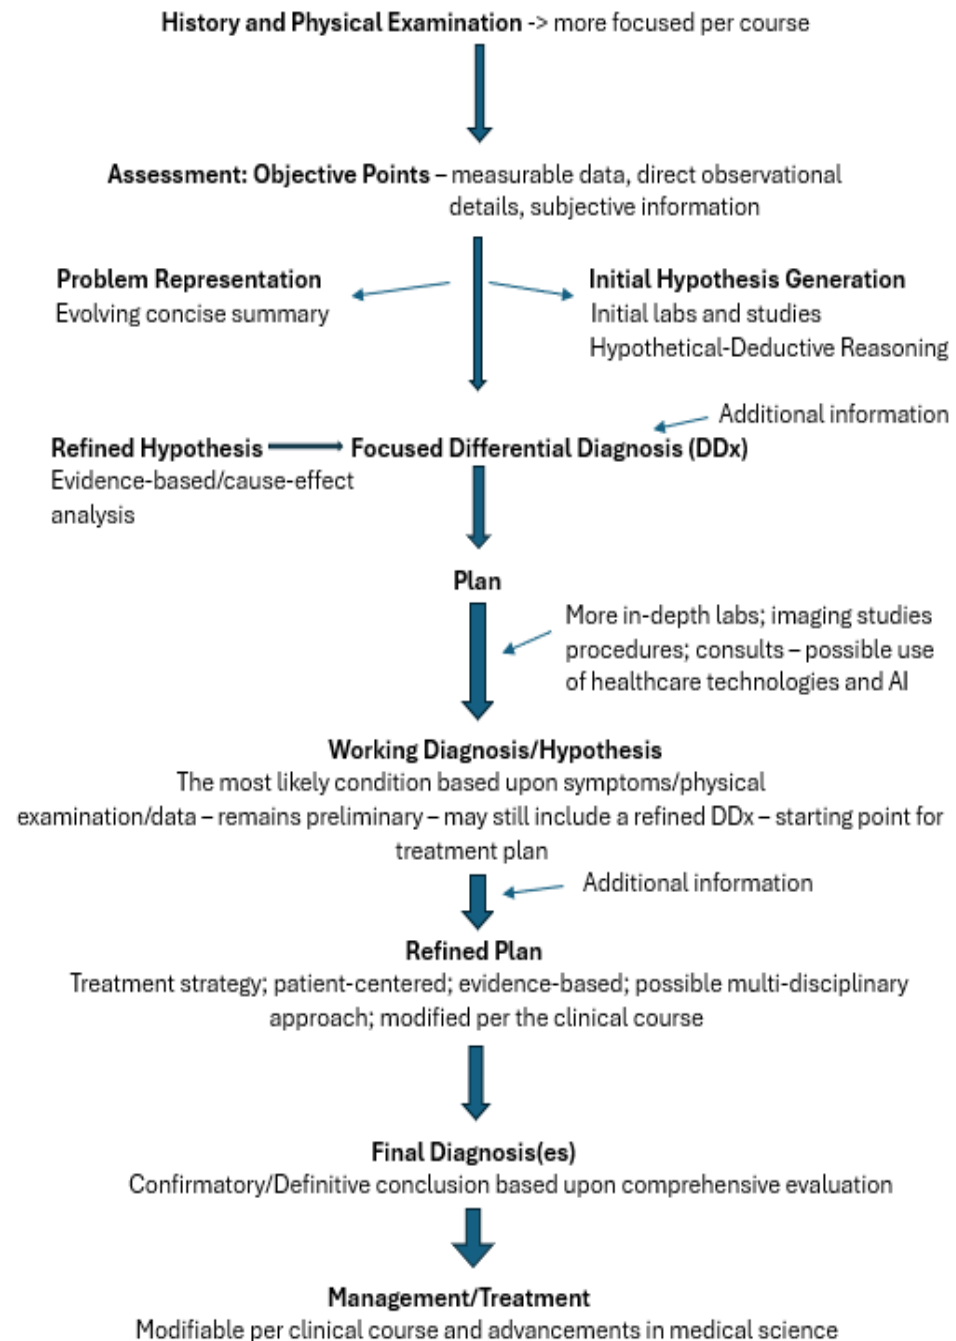 History and Physical Examination -> more focused per course
Assessment: Objective Points – measurable data, direct observational
details, subjective information
Problem Representation
Evolving concise summary
Initial Hypothesis Generation
Initial labs and studies
Hypothetical-Deductive Reasoning
Additional information
Refined Hypothesis
Evidence-based/cause-effect
analysis
Focused Differential Diagnosis (DDx)
Plan
More in-depth labs; imaging studies
procedures; consults – possible use
of healthcare technologies and AI
Working Diagnosis/Hypothesis
The most likely condition based upon symptoms/physical
examination/data – remains preliminary – may still include a refined DDx – starting point for
treatment plan
Additional information
Refined Plan
Treatment strategy; patient-centered; evidence-based; possible multi-disciplinary
approach; modified per the clinical course
Final Diagnosis(es)
Confirmatory/Definitive conclusion based upon comprehensive evaluation
Management/Treatment
Modifiable per clinical course and advancements in medical science